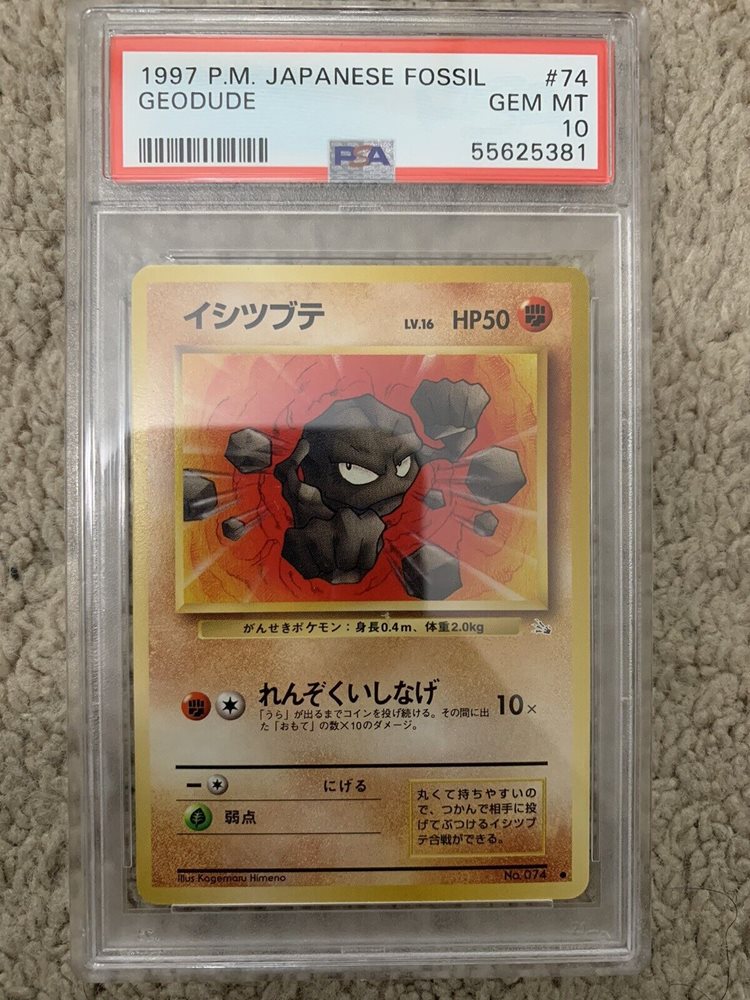 1997 P.M. JAPANESE FOSSIL #74
GEODUDE GEM MT
10
PSA 55625381
イシツブテ LV.16 HP50
がんせきポケモン:身長0.4m、体重2.0kg
れんぞくいしなげ 10×
「うら」が出るまでコインを投げ続ける。その間に出
た「おもて」の数×10のダメージ。
にげる
弱点
丸くて持ちやすいの
で、つかんで相手に投
げてぶつけるイシツブ
テ合戦ができる。
Illus Kagemaru Himeno No. 074